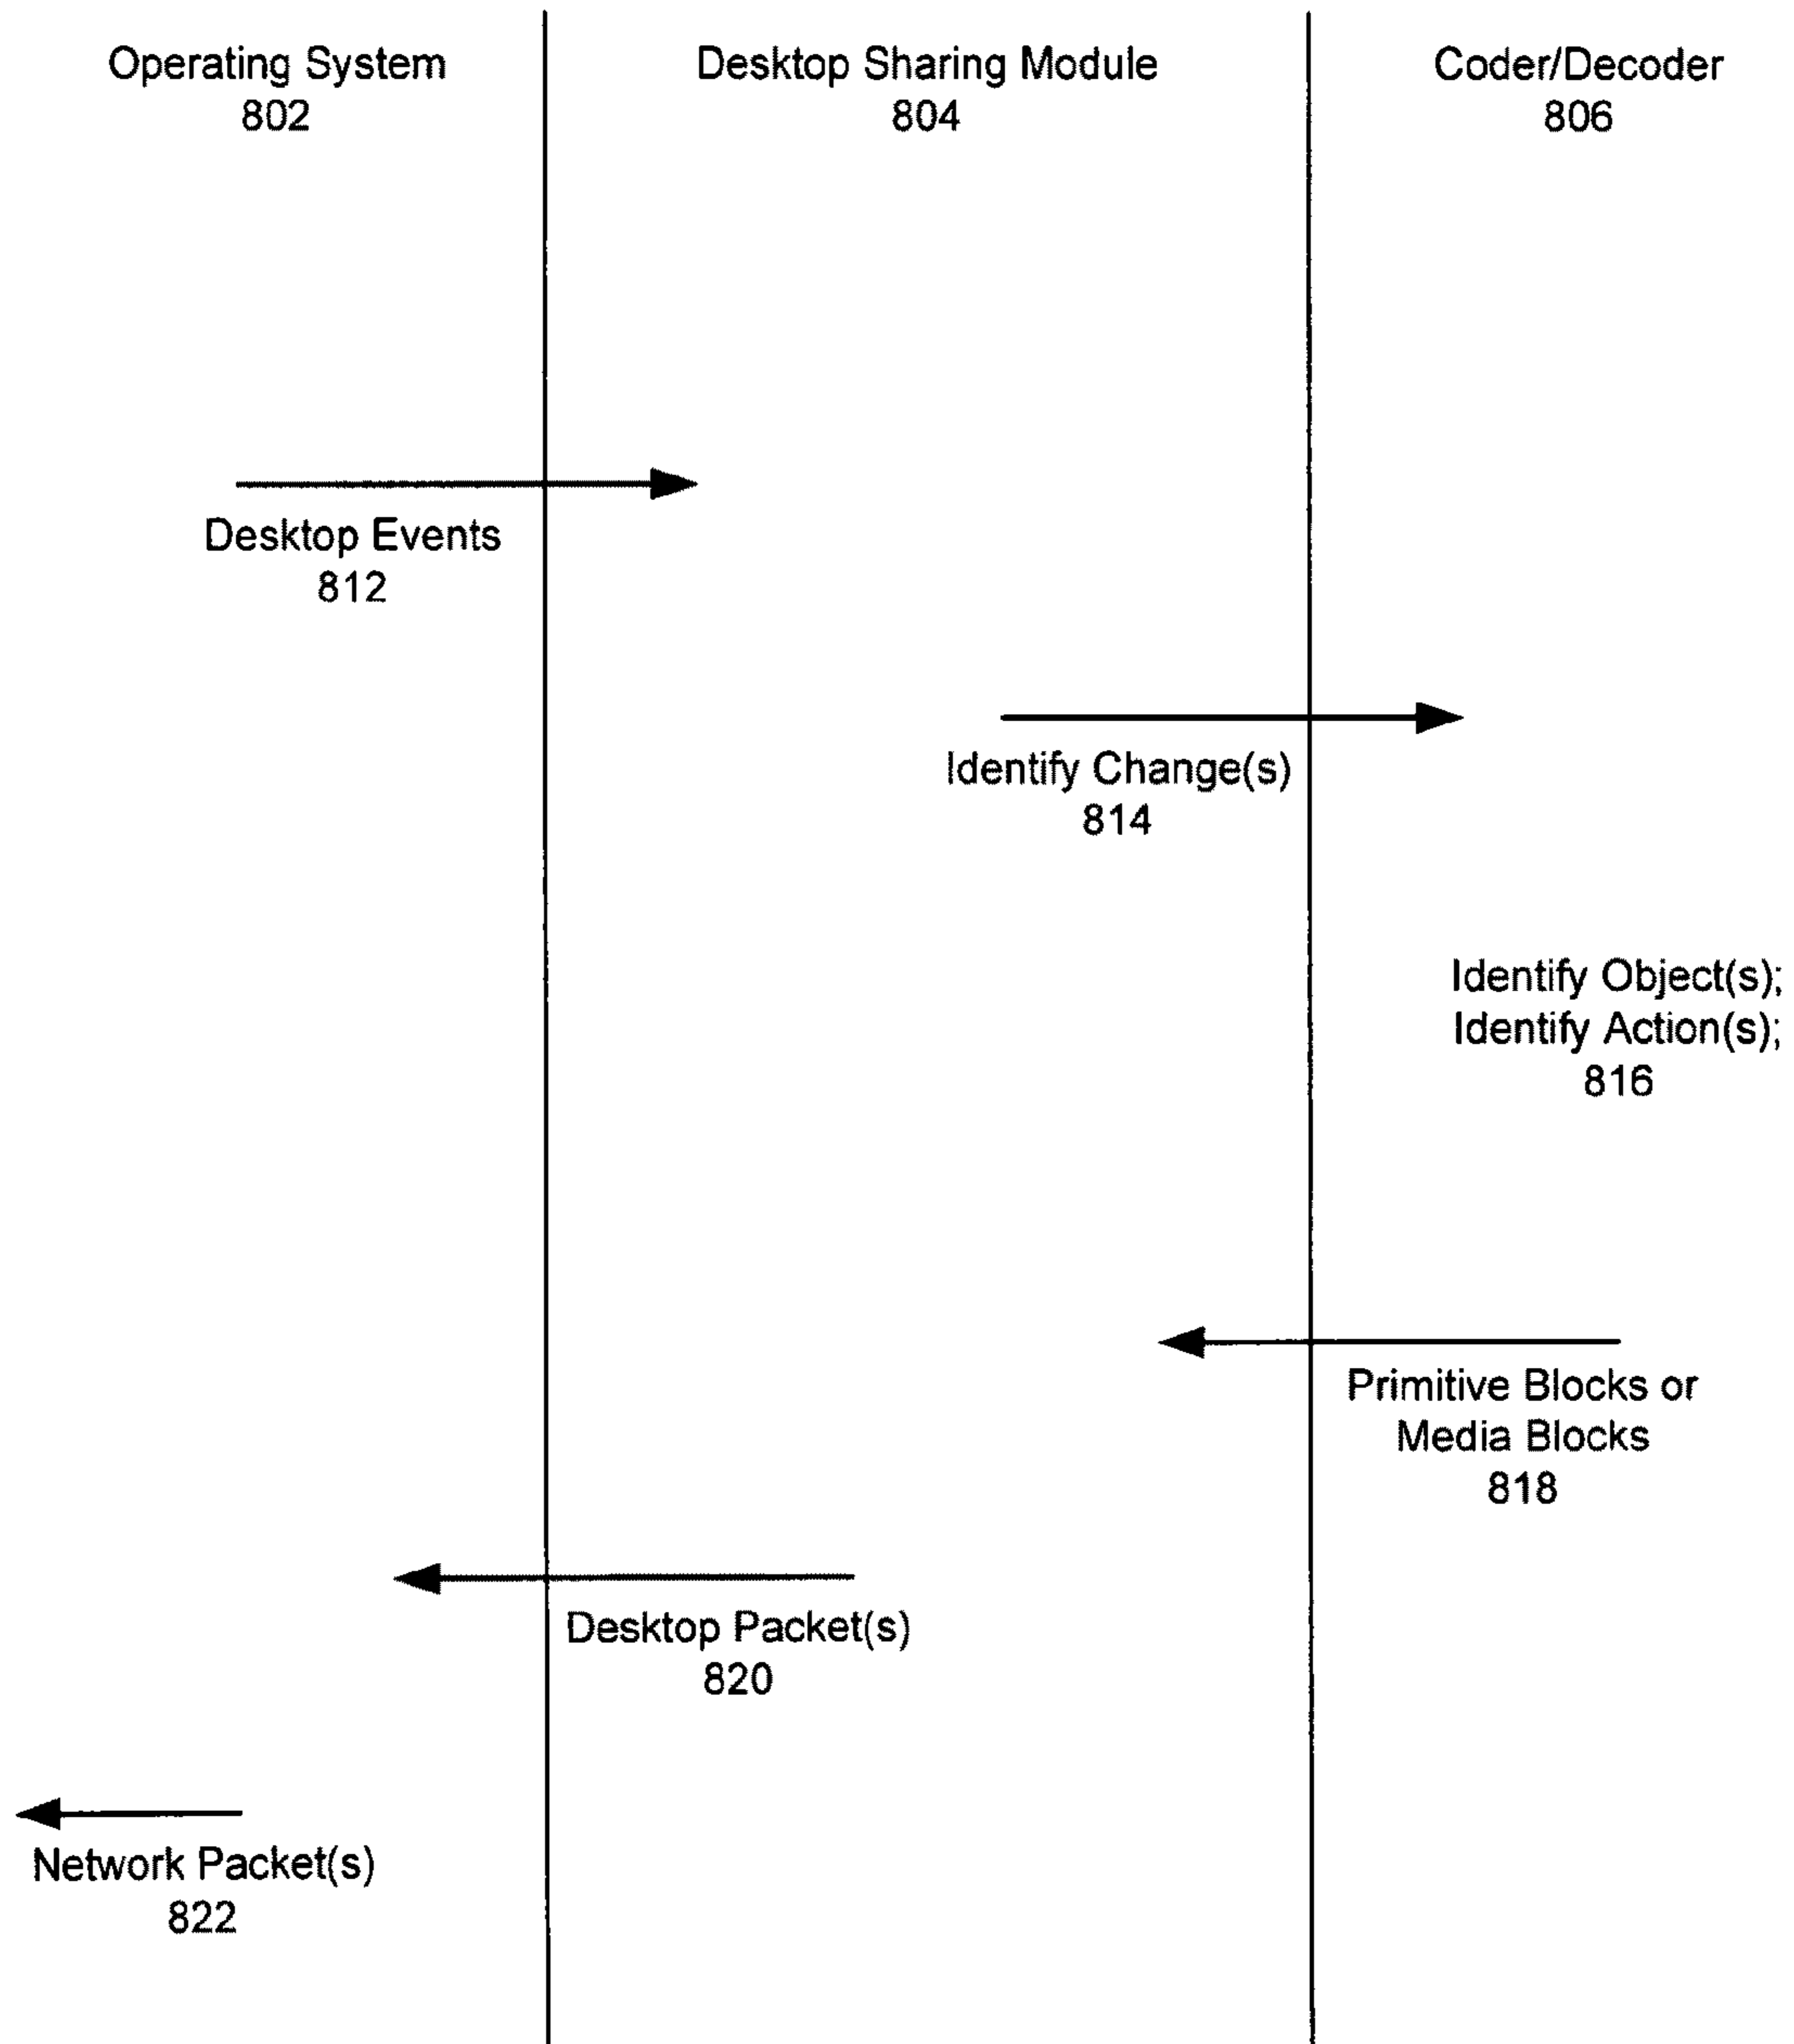 Operating System
802
Desktop Sharing Module
804
Coder/Decoder
806
Desktop Events
812
Identify Change(s)
814
Identify Object(s);
Identify Action(s);
816
Primitive Blocks or
Media Blocks
818
Desktop Packet(s)
820
Network Packet(s)
822